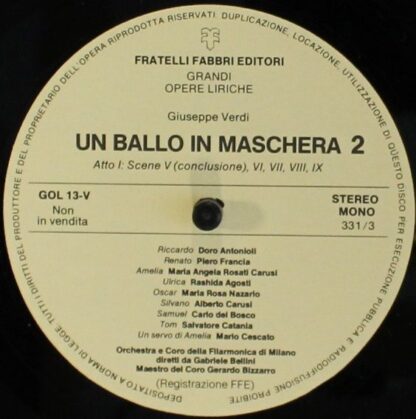 DEPOSITATO A NORMA DI LEGGE. TUTTI I DIRITTI DEL PRODUTTORE E DEL PROPRIETARIO DELL'OPERA RIPRODOTTA RISERVATI. DUPLICAZIONE, LOCAZIONE, UTILIZZAZIONE DI QUESTO DISCO PER ESECUZIONE PUBBLICA E RADIODIFFUSIONE PROIBITE
FRATELLI FABBRI EDITORI
GRANDI
OPERE LIRICHE
Giuseppe Verdi
UN BALLO IN MASCHERA 2
Atto I: Scene V (conclusione), VI, VII, VIII, IX
GOL 13-V
Non
in vendita
STEREO
MONO
331/3
Riccardo Doro Antonioli
Renato Piero Francia
Amelia Maria Angela Rosati Carusi
Ulrica Rashida Agosti
Oscar Maria Rosa Nazario
Silvano Alberto Carusi
Samuel Carlo del Bosco
Tom Salvatore Catania
Un servo di Amelia Mario Cescato
Orchestra e Coro della Filarmonica di Milano
diretti da Gabriele Bellini
Maestro del Coro Gerardo Bizzarro
(Registrazione FFE)